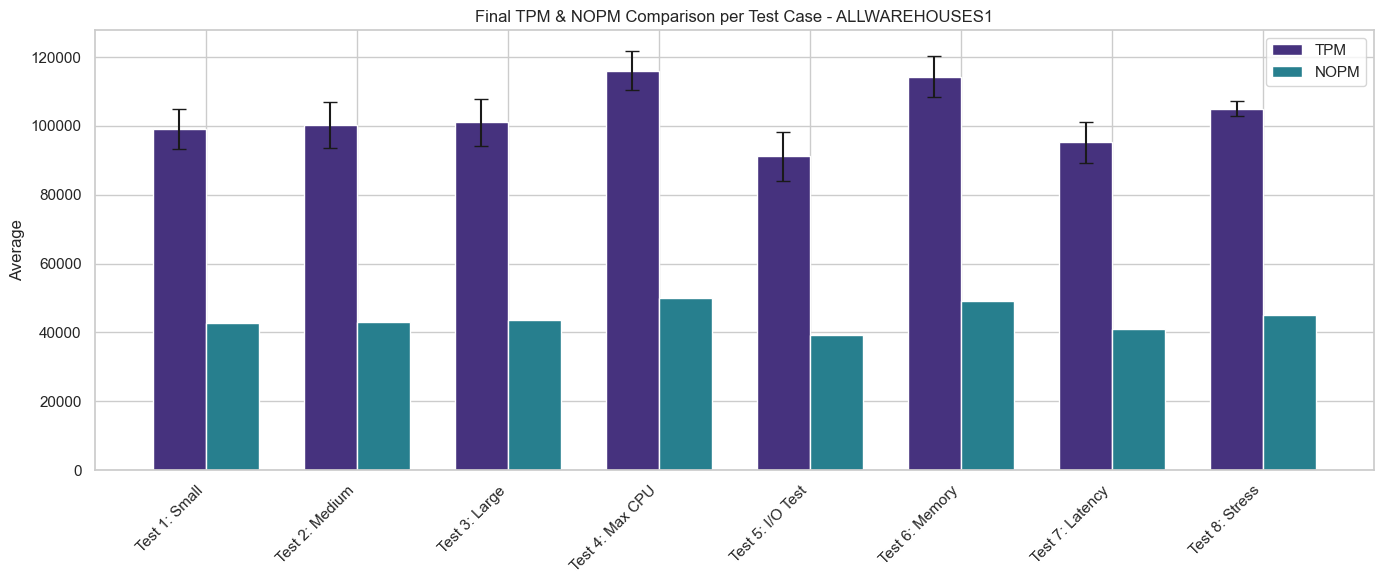 Final TPM & NOPM Comparison per Test Case - ALLWAREHOUSES1
TPM
NOPM
Average
120000
100000
80000
60000
40000
20000
0
Test 1: Small
Test 2: Medium
Test 3: Large
Test 4: Max CPU
Test 5: I/O Test
Test 6: Memory
Test 7: Latency
Test 8: Stress